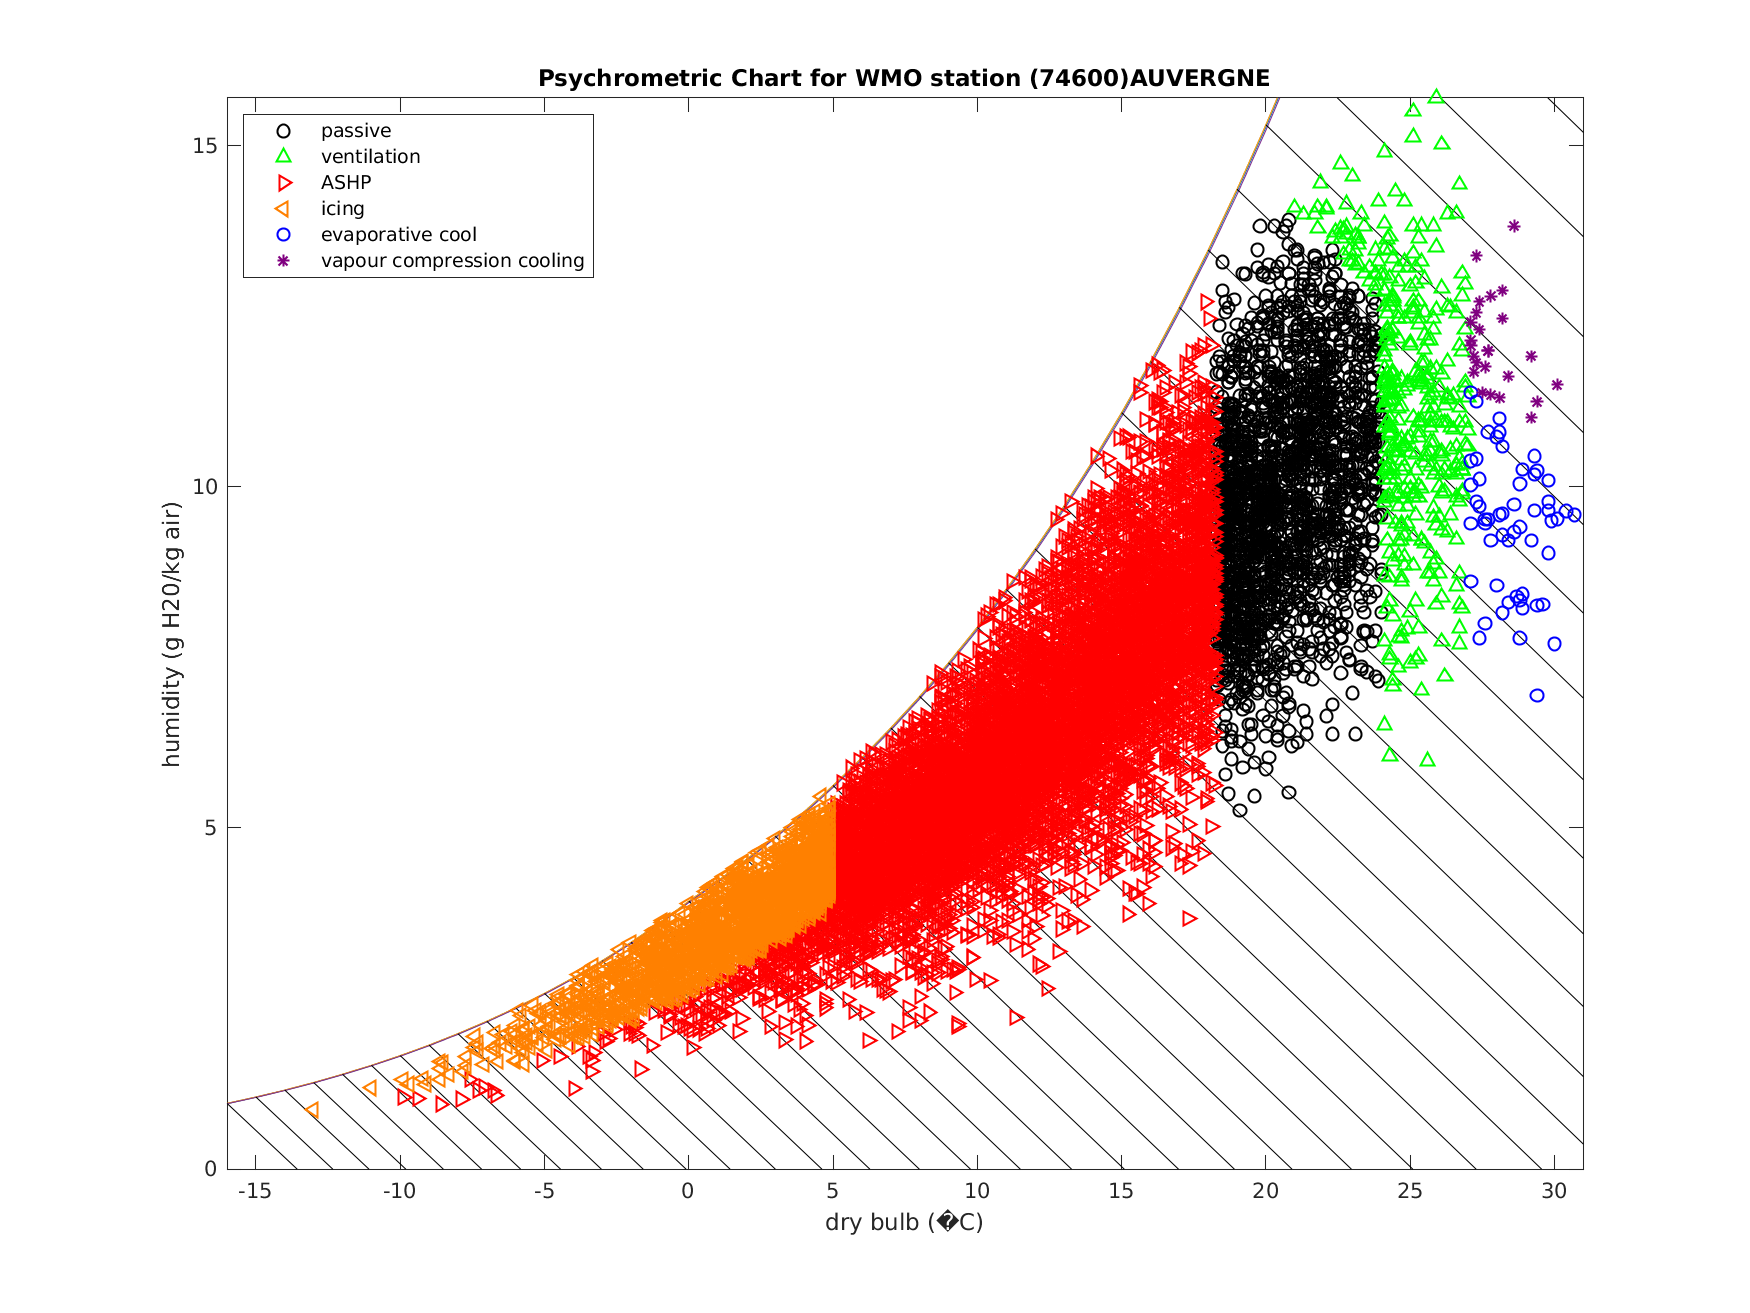 Psychrometric Chart for WMO station (74600)AUVERGNE
passive
ventilation
ASHP
icing
evaporative cool
vapour compression cooling
15
10
5
0
humidity (g H20/kg air)
-15 -10 -5 0 5 10 15 20 25 30
dry bulb (�C)